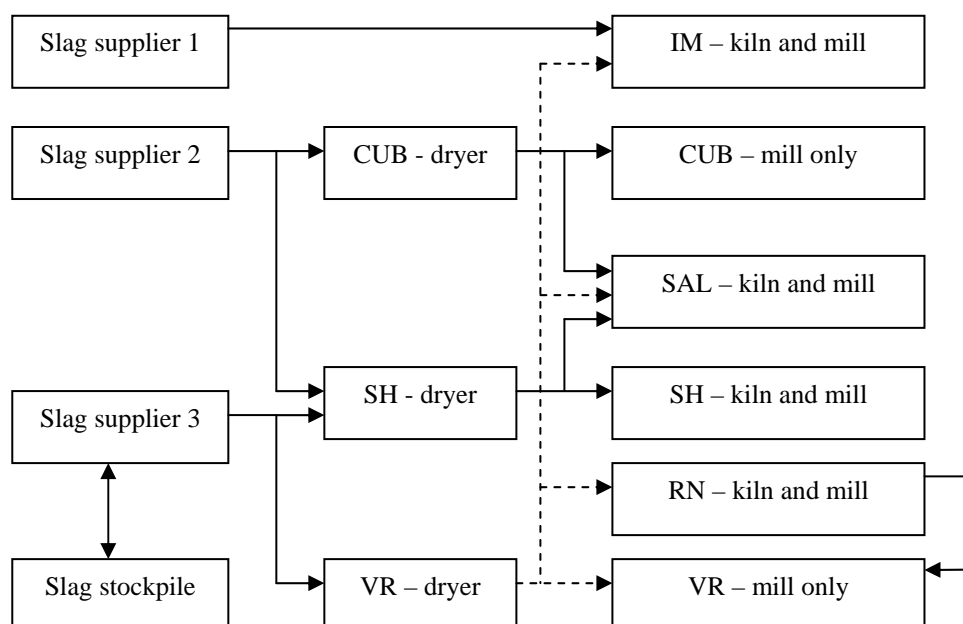 Slag supplier 1
IM – kiln and mill
Slag supplier 2
CUB - dryer
CUB – mill only
SAL – kiln and mill
Slag supplier 3
SH - dryer
SH – kiln and mill
RN – kiln and mill
Slag stockpile
VR – dryer
VR – mill only